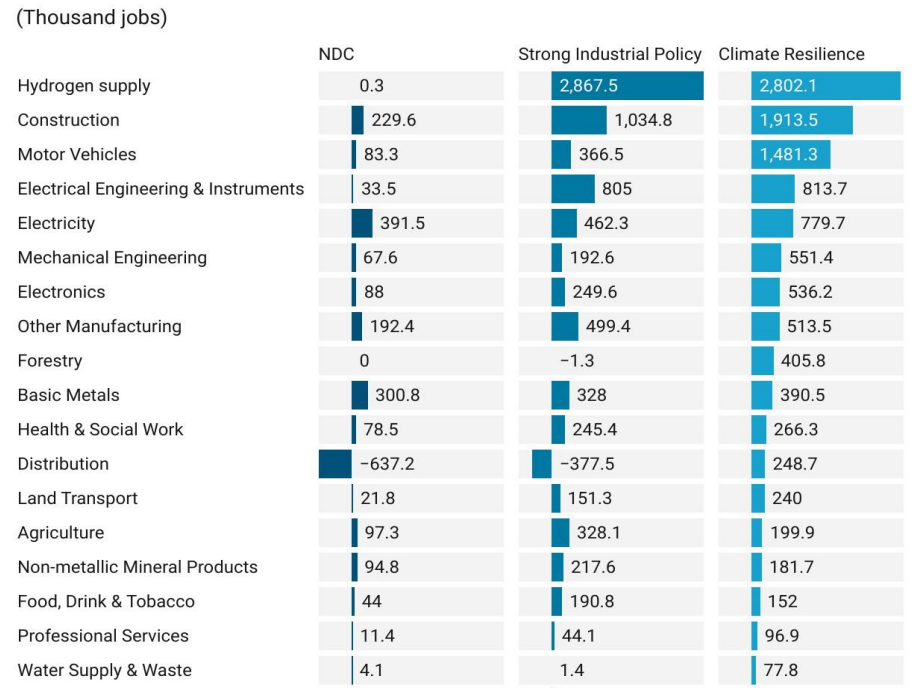 (Thousand jobs)
NDC Strong Industrial Policy Climate Resilience
Hydrogen supply 0.3 2,867.5 2,802.1
Construction 229.6 1,034.8 1,913.5
Motor Vehicles 83.3 366.5 1,481.3
Electrical Engineering & Instruments 33.5 805 813.7
Electricity 391.5 462.3 779.7
Mechanical Engineering 67.6 192.6 551.4
Electronics 88 249.6 536.2
Other Manufacturing 192.4 499.4 513.5
Forestry 0 −1.3 405.8
Basic Metals 300.8 328 390.5
Health & Social Work 78.5 245.4 266.3
Distribution −637.2 −377.5 248.7
Land Transport 21.8 151.3 240
Agriculture 97.3 328.1 199.9
Non-metallic Mineral Products 94.8 217.6 181.7
Food, Drink & Tobacco 44 190.8 152
Professional Services 11.4 44.1 96.9
Water Supply & Waste 4.1 1.4 77.8